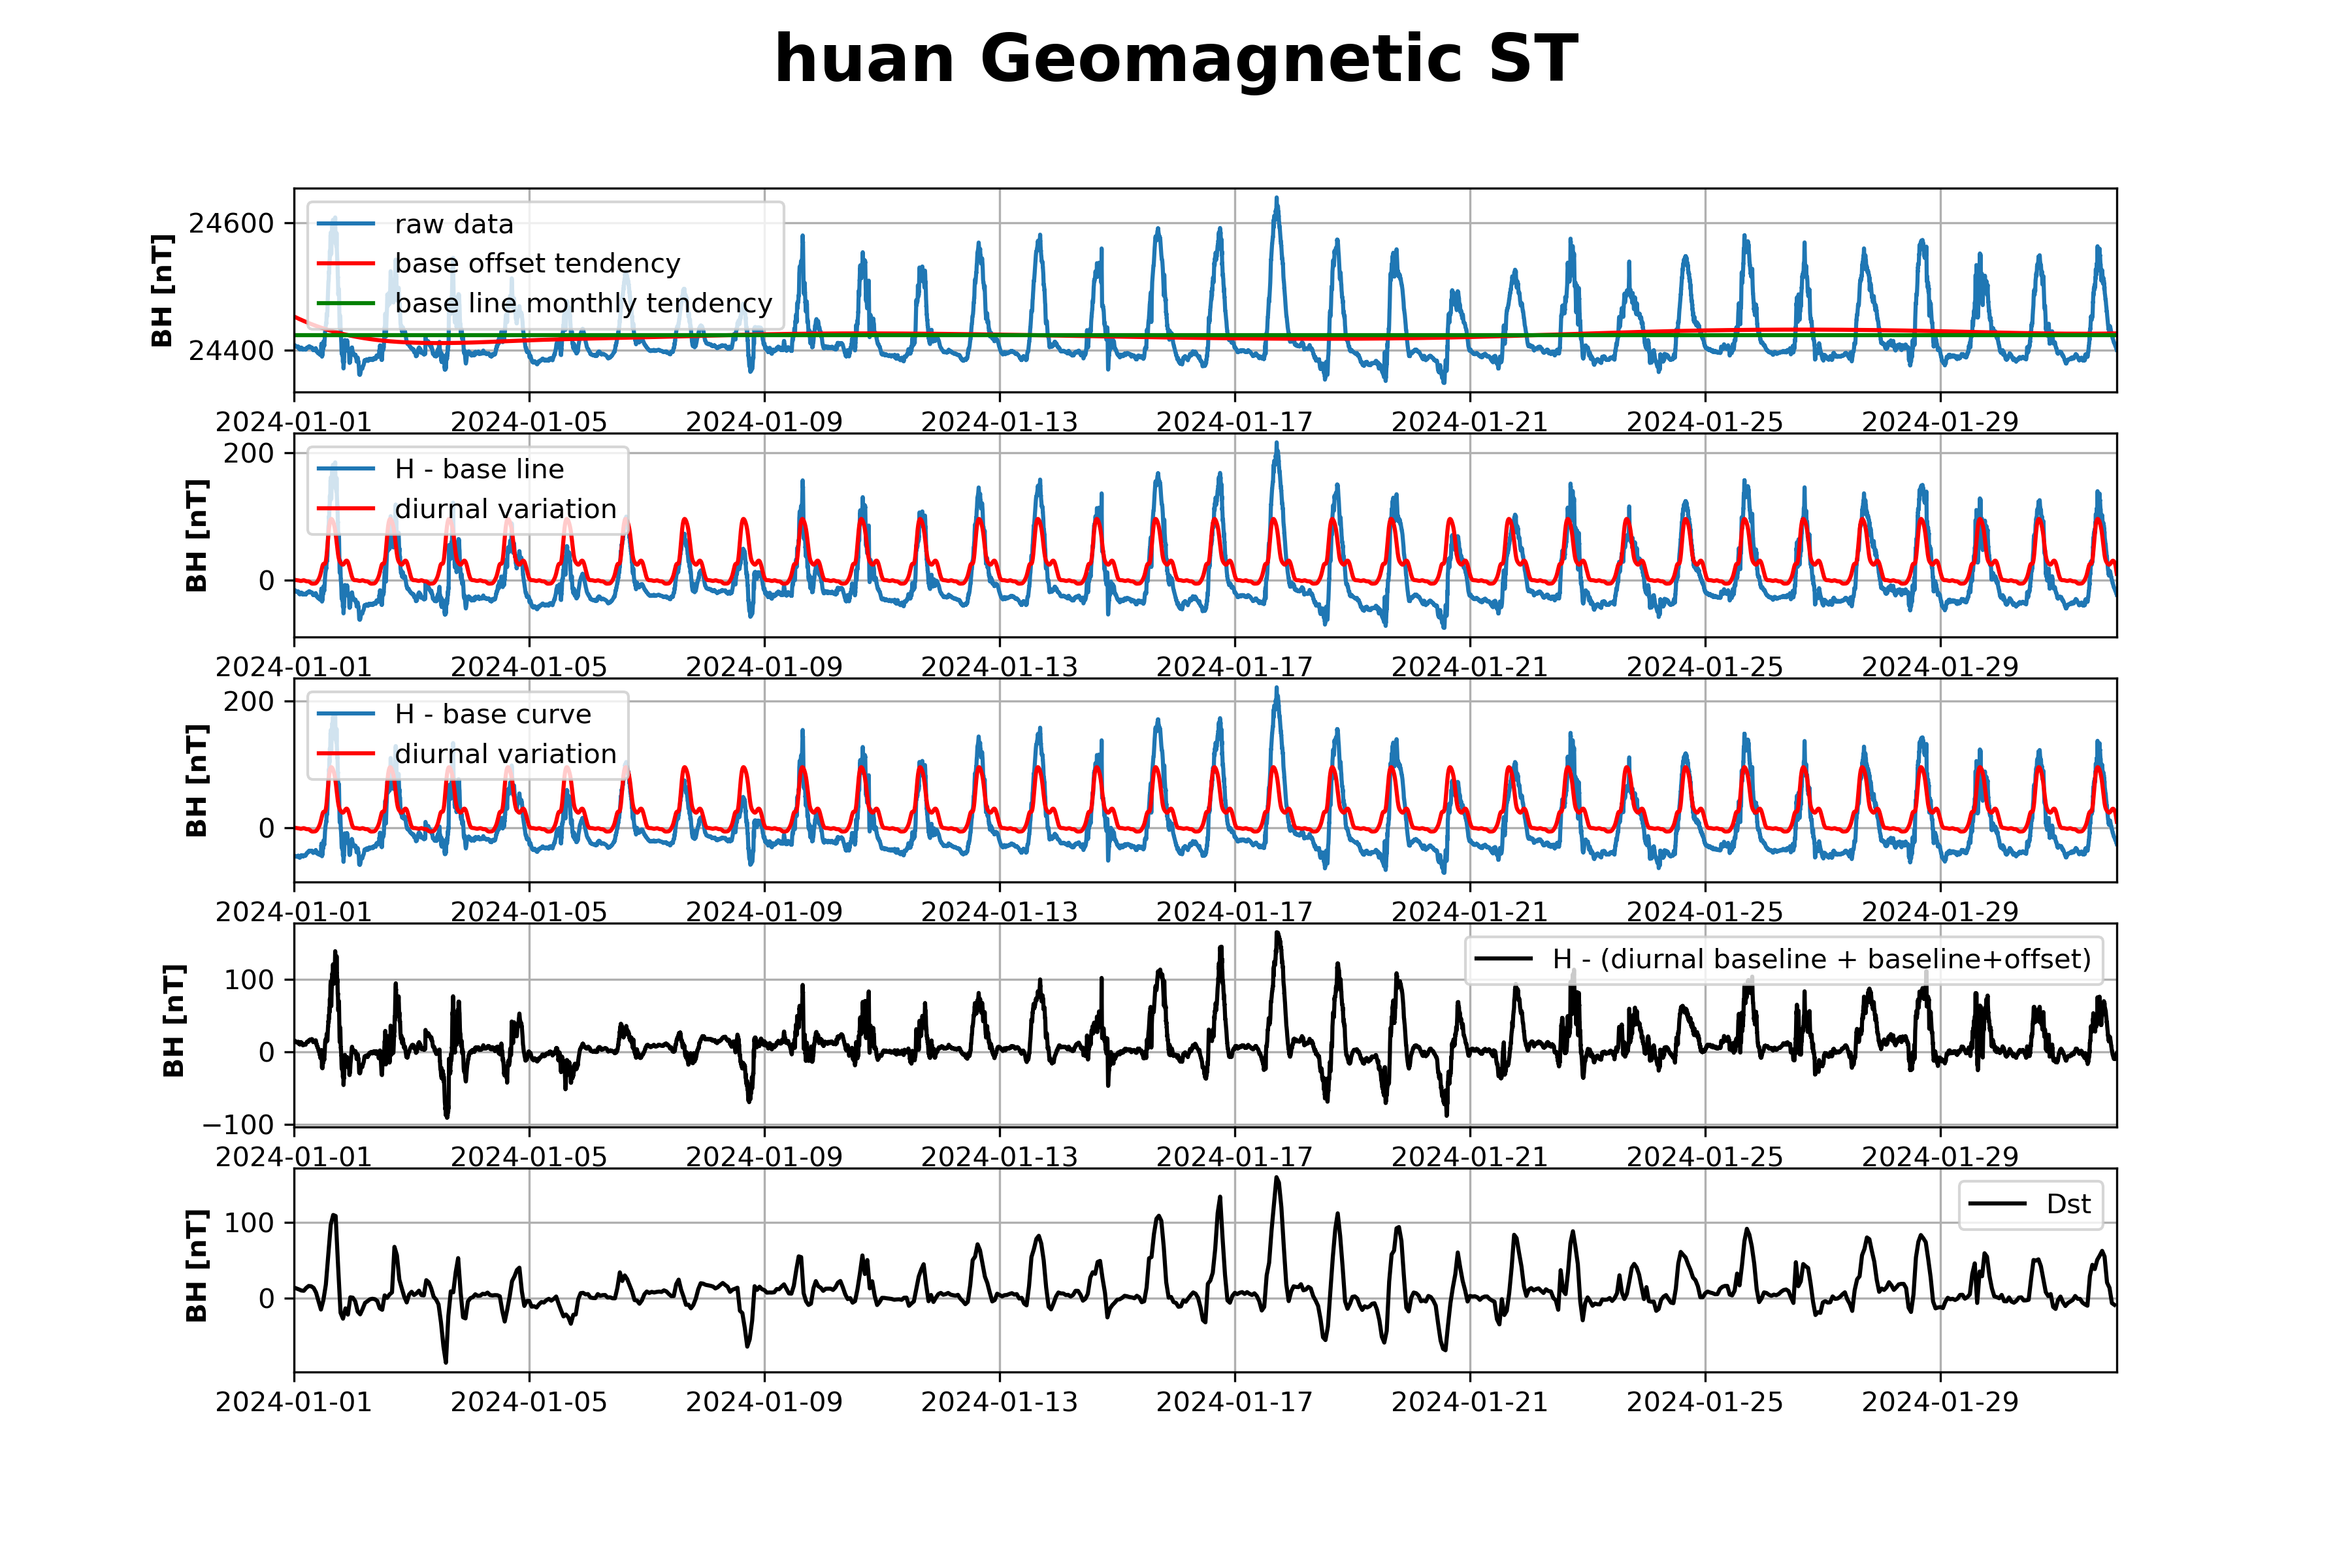 huan Geomagnetic ST
BH [nT]
24600
24400
raw data
base offset tendency
base line monthly tendency
2024-01-01 2024-01-05 2024-01-09 2024-01-13 2024-01-17 2024-01-21 2024-01-25 2024-01-29
BH [nT]
200
0
H - base line
diurnal variation
2024-01-01 2024-01-05 2024-01-09 2024-01-13 2024-01-17 2024-01-21 2024-01-25 2024-01-29
BH [nT]
200
0
H - base curve
diurnal variation
2024-01-01 2024-01-05 2024-01-09 2024-01-13 2024-01-17 2024-01-21 2024-01-25 2024-01-29
BH [nT]
100
0
−100
H - (diurnal baseline + baseline+offset)
2024-01-01 2024-01-05 2024-01-09 2024-01-13 2024-01-17 2024-01-21 2024-01-25 2024-01-29
BH [nT]
100
0
Dst
2024-01-01 2024-01-05 2024-01-09 2024-01-13 2024-01-17 2024-01-21 2024-01-25 2024-01-29